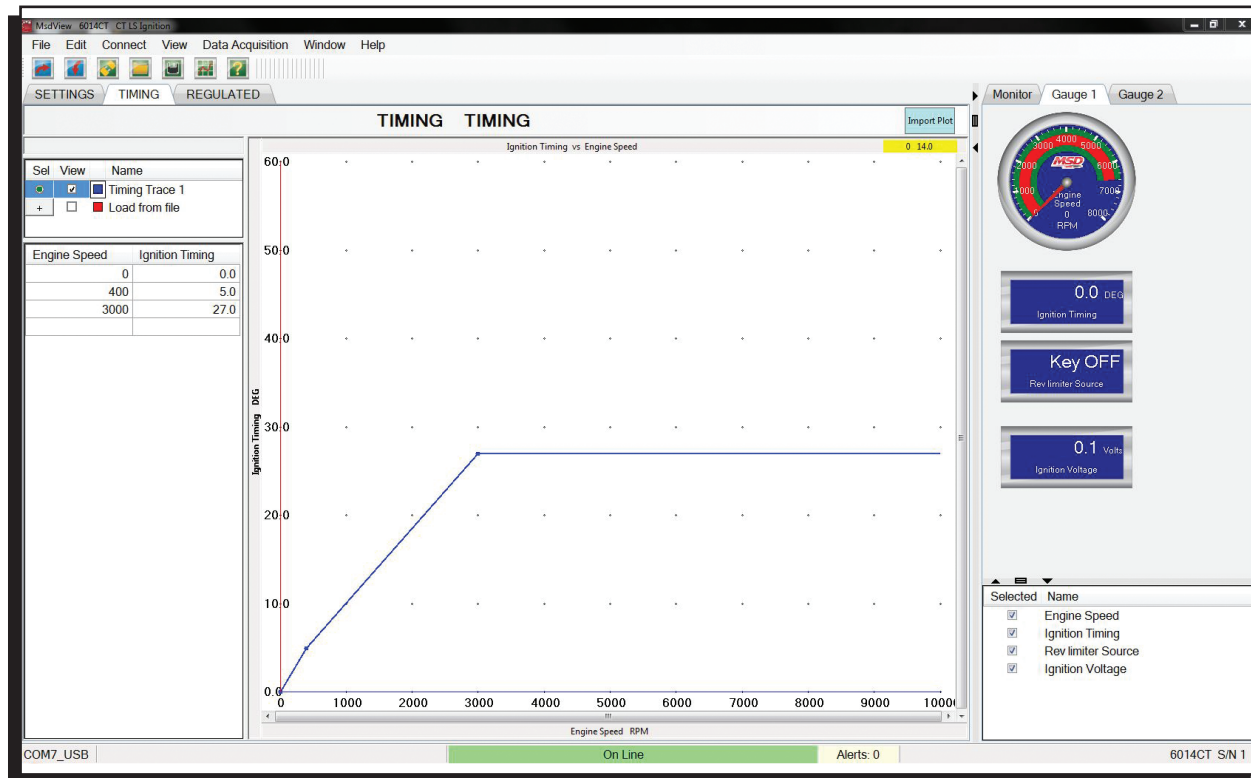 MsdView 6014CT CT LS Ignition
File Edit Connect View Data Acquisition Window Help
SETTINGS TIMING REGULATED
TIMING TIMING
Import Plot
Sel View Name
Timing Trace 1
+ Load from file
Engine Speed Ignition Timing
0 0.0
400 5.0
3000 27.0
Ignition Timing vs Engine Speed
0 14.0
60.0
50.0
40.0
30.0
20.0
10.0
0.0
Ignition Timing DEG
0 1000 2000 3000 4000 5000 6000 7000 8000 9000 10000
Engine Speed RPM
Monitor Gauge 1 Gauge 2
0 1000 2000 3000 4000 5000 6000 7000 8000
MSD
Engine
Speed
0
RPM
0.0 DEG
Ignition Timing
Key OFF
Rev limiter Source
0.1 Volts
Ignition Voltage
Selected Name
Engine Speed
Ignition Timing
Rev limiter Source
Ignition Voltage
COM7_USB On Line Alerts: 0 6014CT S/N 1